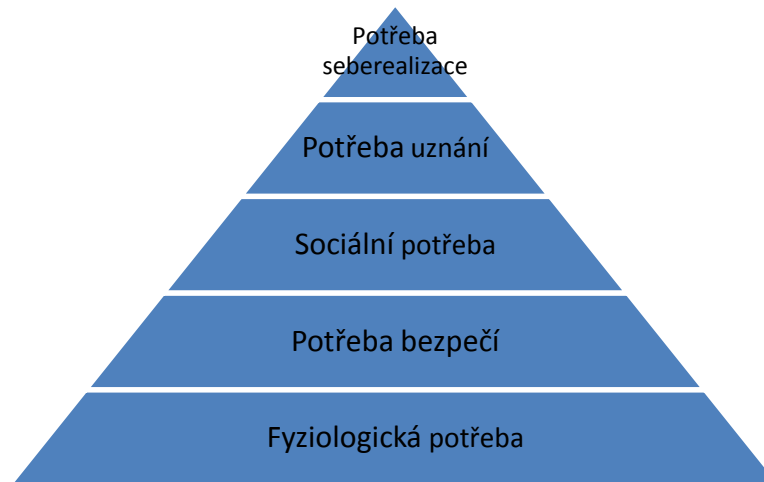 Potřeba
seberealizace
Potřeba uznání
Sociální potřeba
Potřeba bezpečí
Fyziologická potřeba